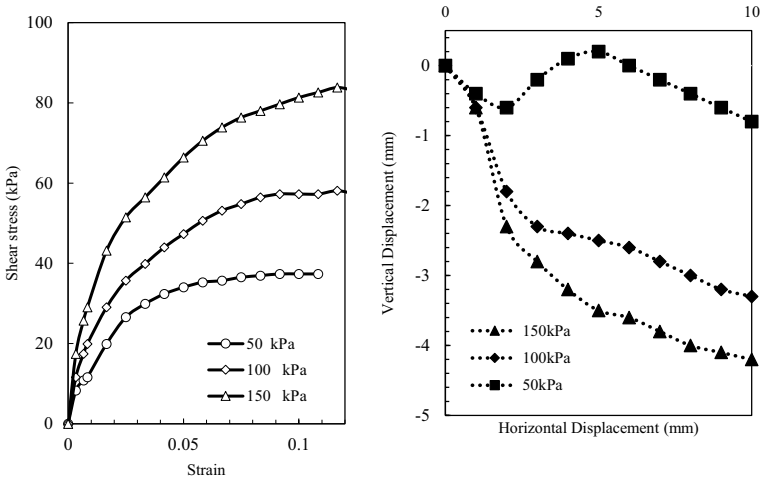 100
80
60
40
20
0
Shear stress (kPa)
0 0.05 0.1
Strain
50 kPa
100 kPa
150 kPa
0 5 10
0
-1
-2
-3
-4
-5
Vertical Displacement (mm)
150kPa
100kPa
50kPa
Horizontal Displacement (mm)